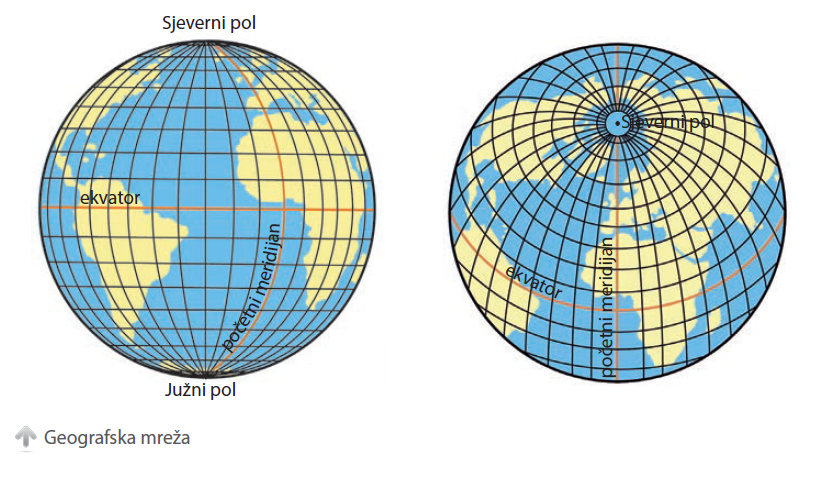 Sjeverni pol
ekvator
početni meridijan
Južni pol
Sjeverni pol
ekvator
početni meridijan
Geografska mreža